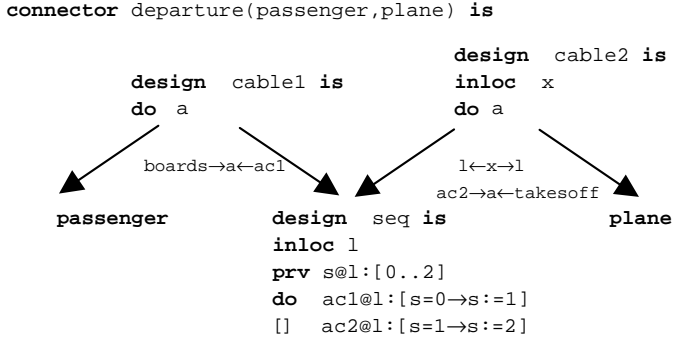 connector departure(passenger,plane) is
design cable1 is
do a
design cable2 is
inloc x
do a
boards→a←ac1
l←x→l
ac2→a←takesoff
passenger
design seq is
inloc l
prv s@l:[0..2]
do ac1@l:[s=0→s:=1]
[] ac2@l:[s=1→s:=2]
plane